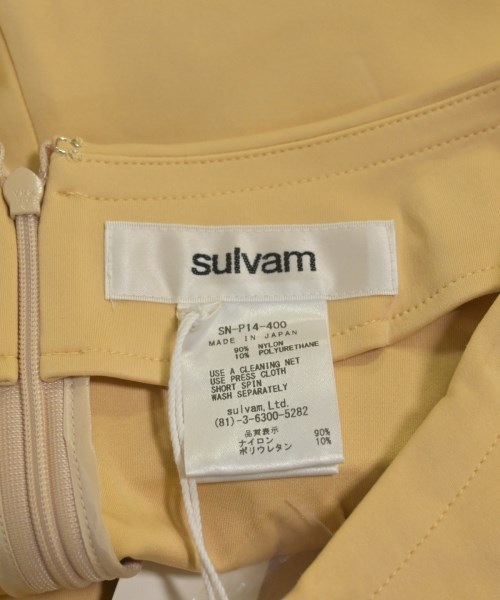 sulvam
SN-P14-400
MADE IN JAPAN
90% NYLON
10% POLYURETHANE
USE A CLEANING NET
USE PRESS CLOTH
SHORT SPIN
WASH SEPARATELY
sulvam,Ltd.
(81)-3-6300-5282
品質表示
ナイロン 90%
ポリウレタン 10%